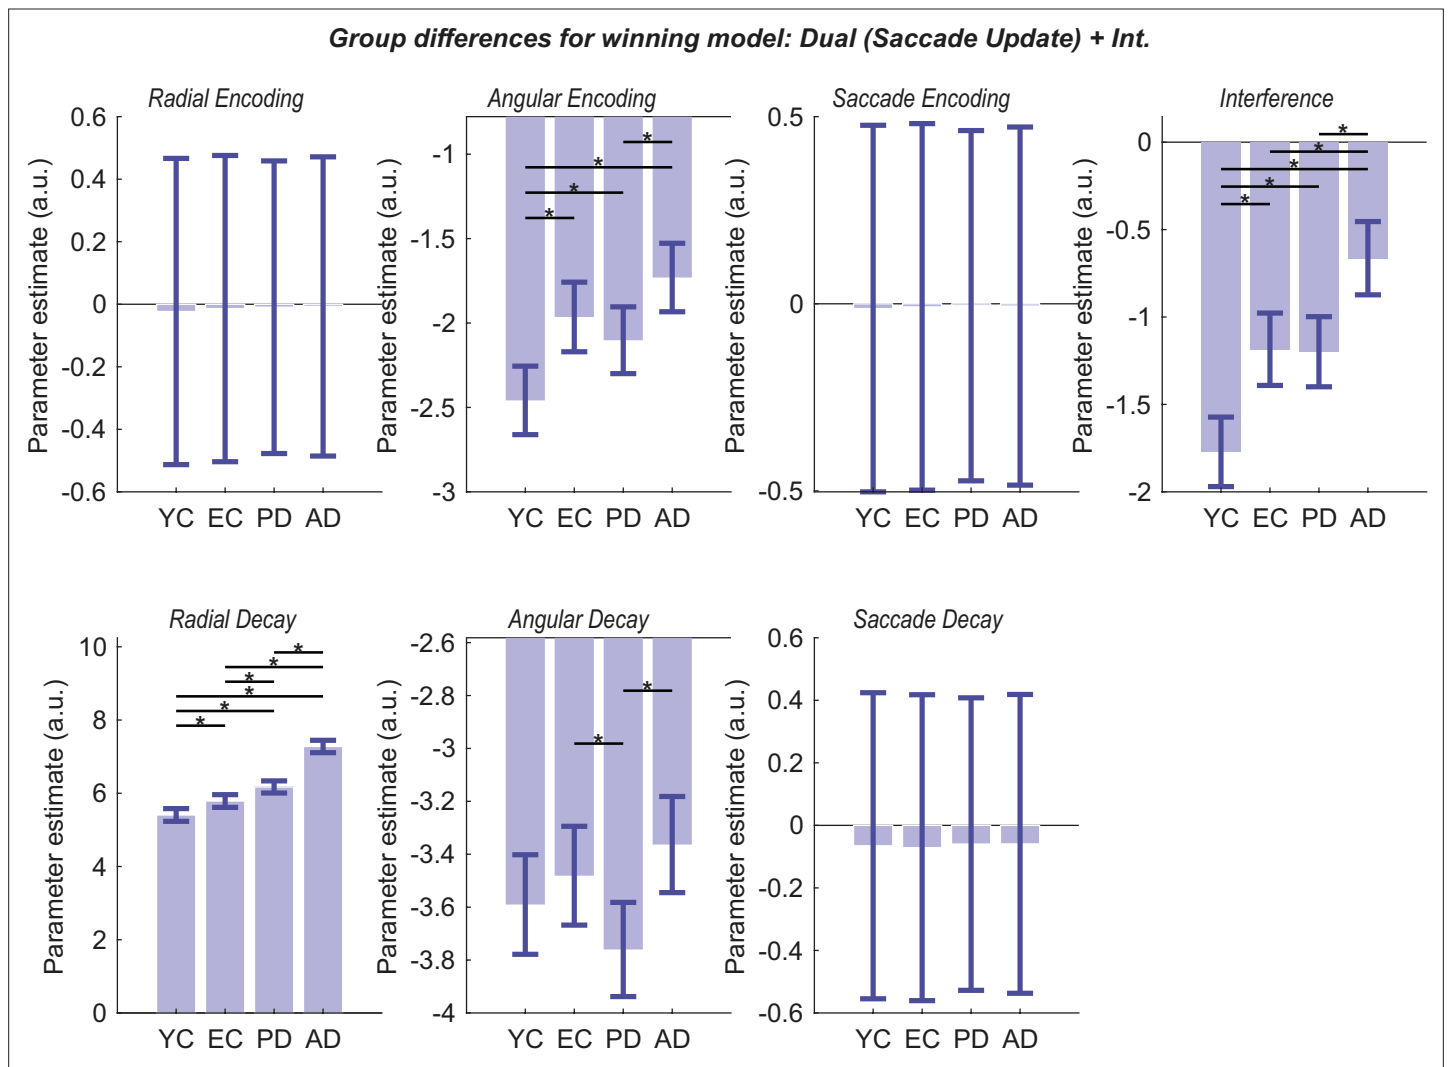 Group differences for winning model: Dual (Saccade Update) + Int.
Radial Encoding
Parameter estimate (a.u.)
0.6
0.4
0.2
0
-0.2
-0.4
-0.6
YC EC PD AD
Angular Encoding
Parameter estimate (a.u.)
-1
-1.5
-2
-2.5
-3
*
*
*
*
YC EC PD AD
Saccade Encoding
Parameter estimate (a.u.)
0.5
0
-0.5
YC EC PD AD
Interference
Parameter estimate (a.u.)
0
-0.5
-1
-1.5
-2
*
*
*
*
*
YC EC PD AD
Radial Decay
Parameter estimate (a.u.)
10
8
6
4
2
0
*
*
*
*
*
*
YC EC PD AD
Angular Decay
Parameter estimate (a.u.)
-2.6
-2.8
-3
-3.2
-3.4
-3.6
-3.8
-4
*
*
YC EC PD AD
Saccade Decay
Parameter estimate (a.u.)
0.6
0.4
0.2
0
-0.2
-0.4
-0.6
YC EC PD AD